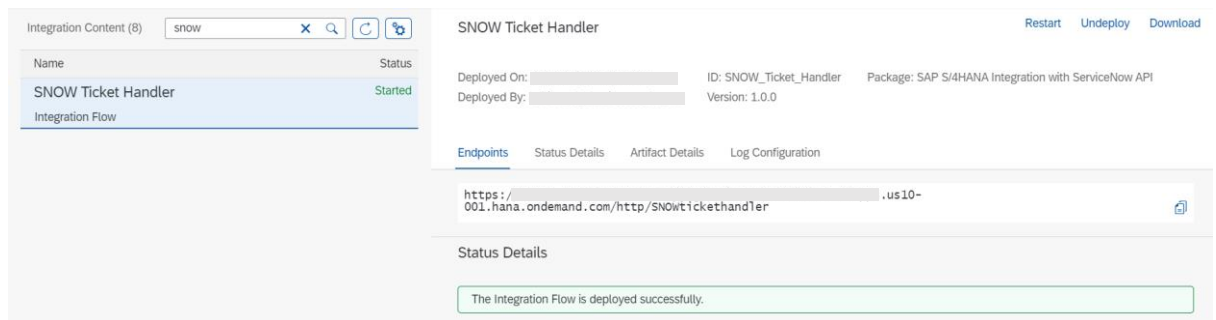 Integration Content (8) snow
Name Status
SNOW Ticket Handler Started
Integration Flow
SNOW Ticket Handler Restart Undeploy Download
Deployed On: ID: SNOW_Ticket_Handler Package: SAP S/4HANA Integration with ServiceNow API
Deployed By: Version: 1.0.0
Endpoints Status Details Artifact Details Log Configuration
https:/ .us10-
001.hana.ondemand.com/http/SNOWtickethandler
Status Details
The Integration Flow is deployed successfully.